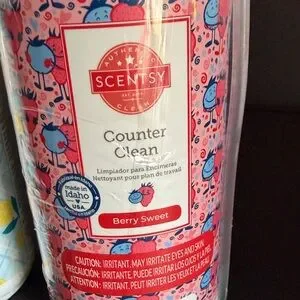 AUTHENTIC
SCENTSY
CLEAN
Counter
Clean
Limpiador para Encimeras
Nettoyant pour plan de travail
made in
Idaho
USA
Berry Sweet
CAUTION: IRRITANT. MAY IRRITATE EYES AND SKIN.
PRECAUCIÓN: IRRITANTE. PUEDE IRRITAR LOS OJOS Y LA PIEL.
ATTENTION: IRRITANT. PEUT IRRITER LES YEUX ET LA PEAU.